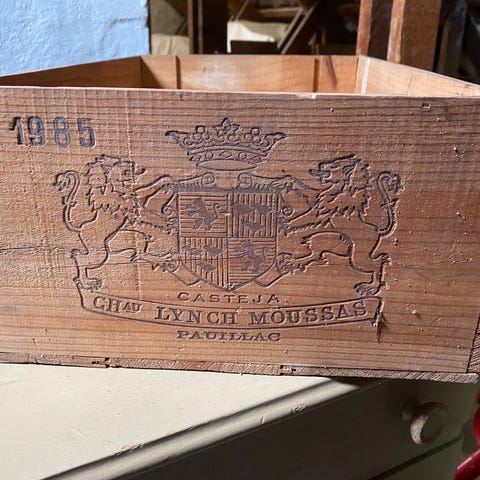 1985
CASTEJA
CHAU LYNCH MOUSSAS
PAUILLAC